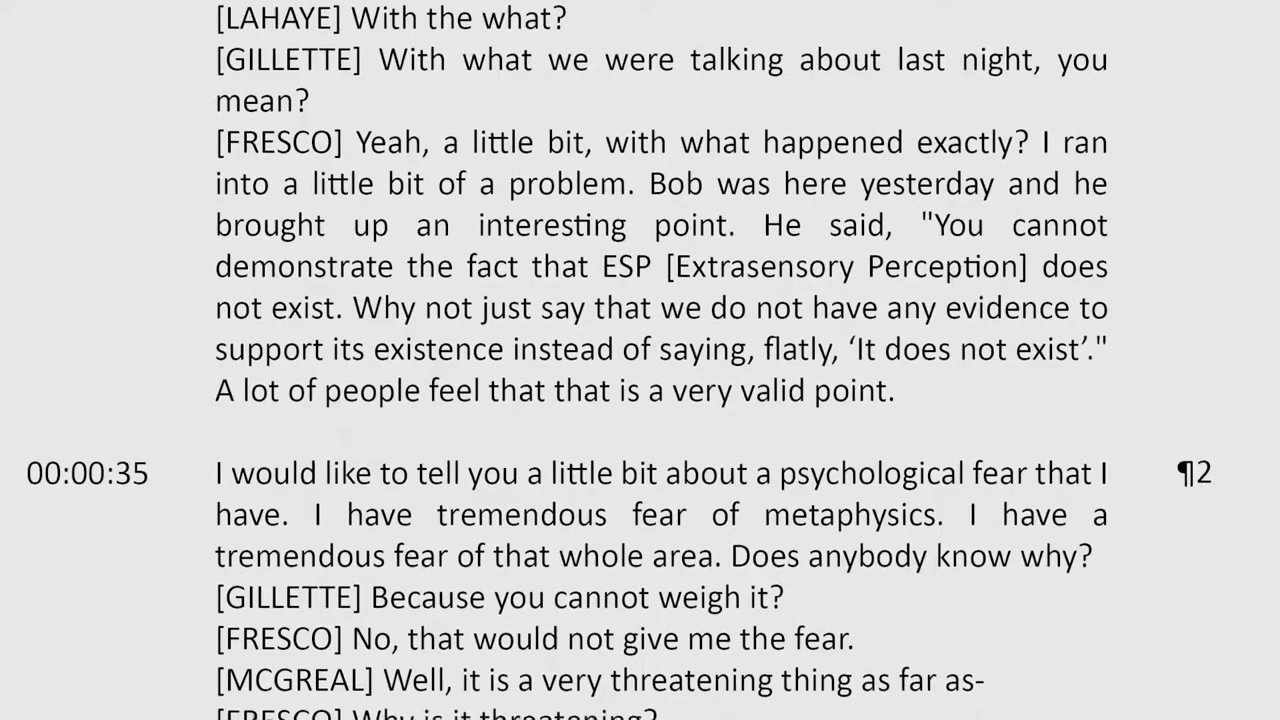 [LAHAYE] With the what?
[GILLETTE] With what we were talking about last night, you
mean?
[FRESCO] Yeah, a little bit, with what happened exactly? I ran
into a little bit of a problem. Bob was here yesterday and he
brought up an interesting point. He said, "You cannot
demonstrate the fact that ESP [Extrasensory Perception] does
not exist. Why not just say that we do not have any evidence to
support its existence instead of saying, flatly, ‘It does not exist’."
A lot of people feel that that is a very valid point.
00:00:35 I would like to tell you a little bit about a psychological fear that I ¶2
have. I have tremendous fear of metaphysics. I have a
tremendous fear of that whole area. Does anybody know why?
[GILLETTE] Because you cannot weigh it?
[FRESCO] No, that would not give me the fear.
[MCGREAL] Well, it is a very threatening thing as far as-
[FRESCO] Why is it threatening?